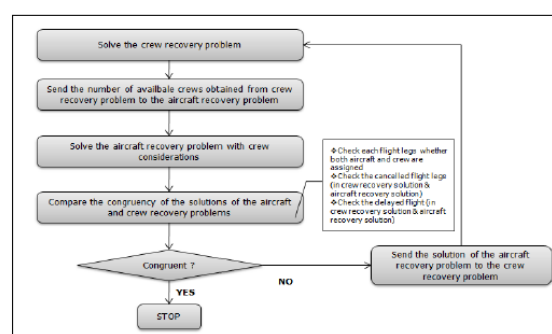 Solve the crew recovery problem
Send the number of availbale crews obtained from crew
recovery problem to the aircraft recovery problem
Solve the aircraft recovery problem with crew
considerations
Compare the congruency of the solutions of the aircraft
and crew recovery problems
❖Check each flight legs whether
both aircraft and crew are
assigned
❖Check the cancelled flight legs
(in crew recovery solution &
aircraft recovery solution)
❖Check the delayed flight (in
crew recovery solution & aircraft
recovery solution)
Congruent ?
NO
Send the solution of the aircraft
recovery problem to the crew
recovery problem
YES
STOP